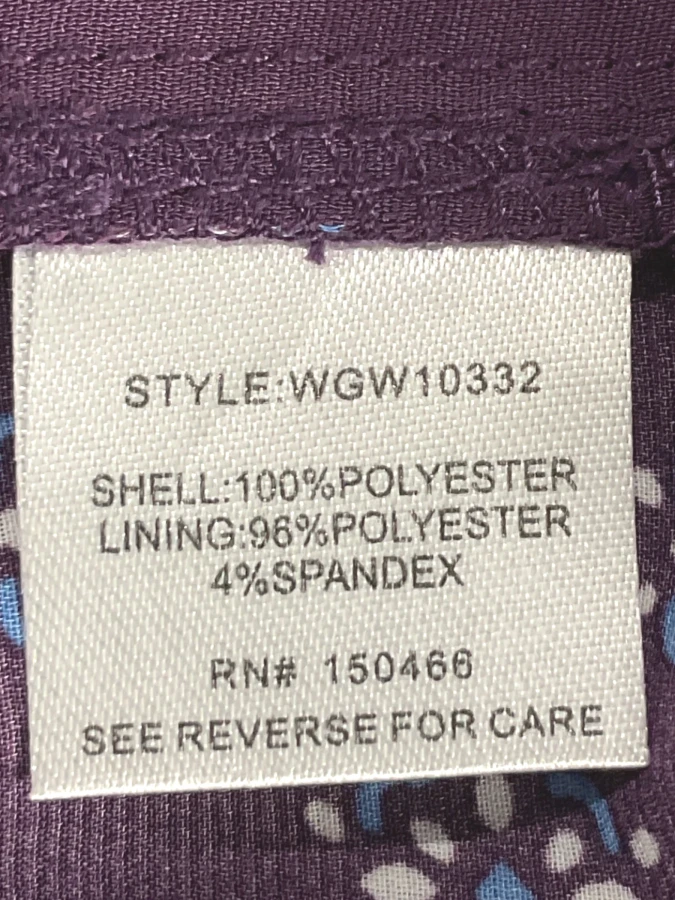 STYLE:WGW10332
SHELL:100%POLYESTER
LINING:96%POLYESTER
4%SPANDEX
RN# 150466
SEE REVERSE FOR CARE